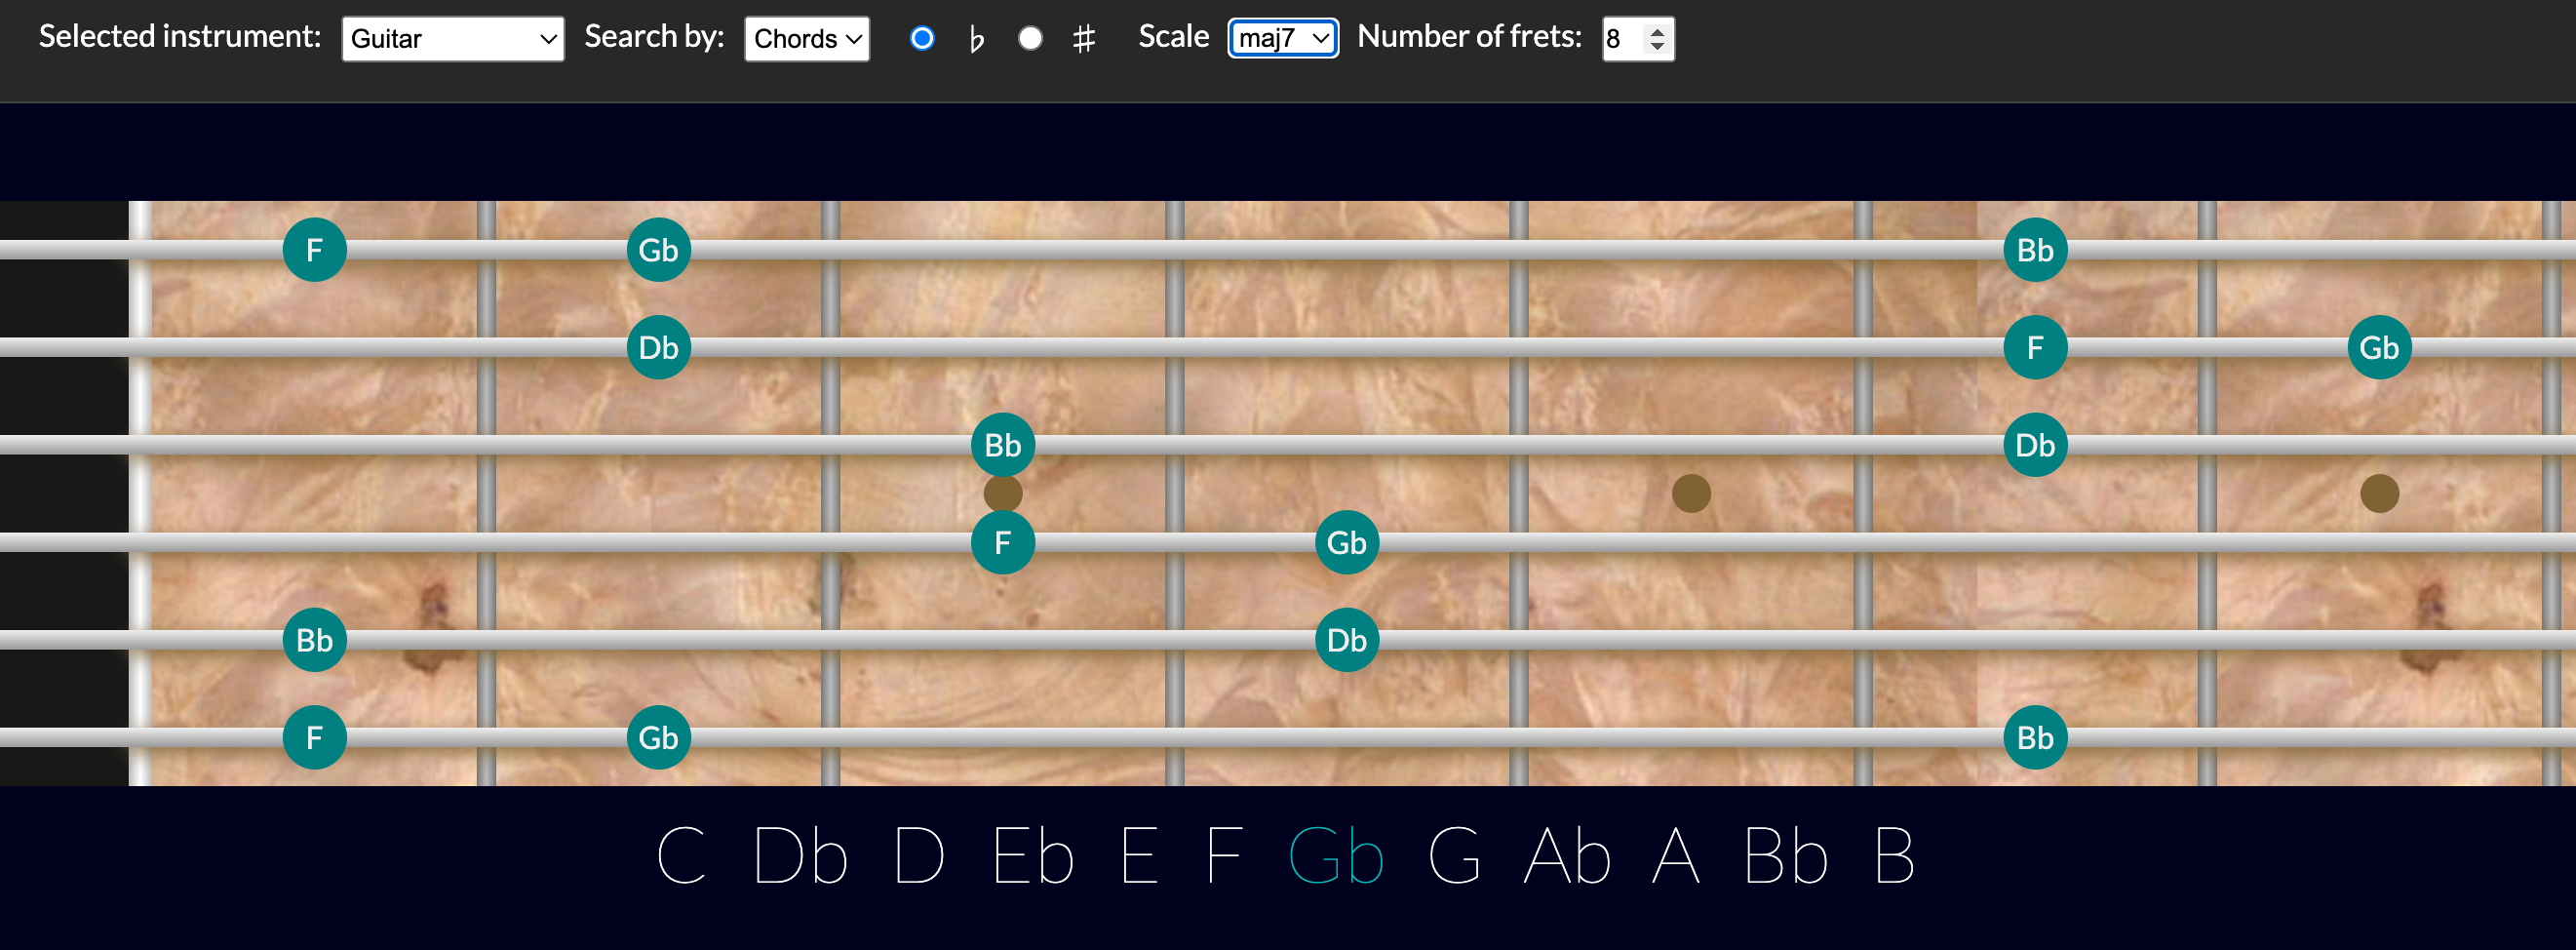 Selected instrument: Guitar Search by: Chords ♭ ♯ Scale maj7 Number of frets: 8
F Gb Bb
Db F Gb
Bb Db
F Gb
Bb Db
F Gb Bb
C Db D Eb E F Gb G Ab A Bb B